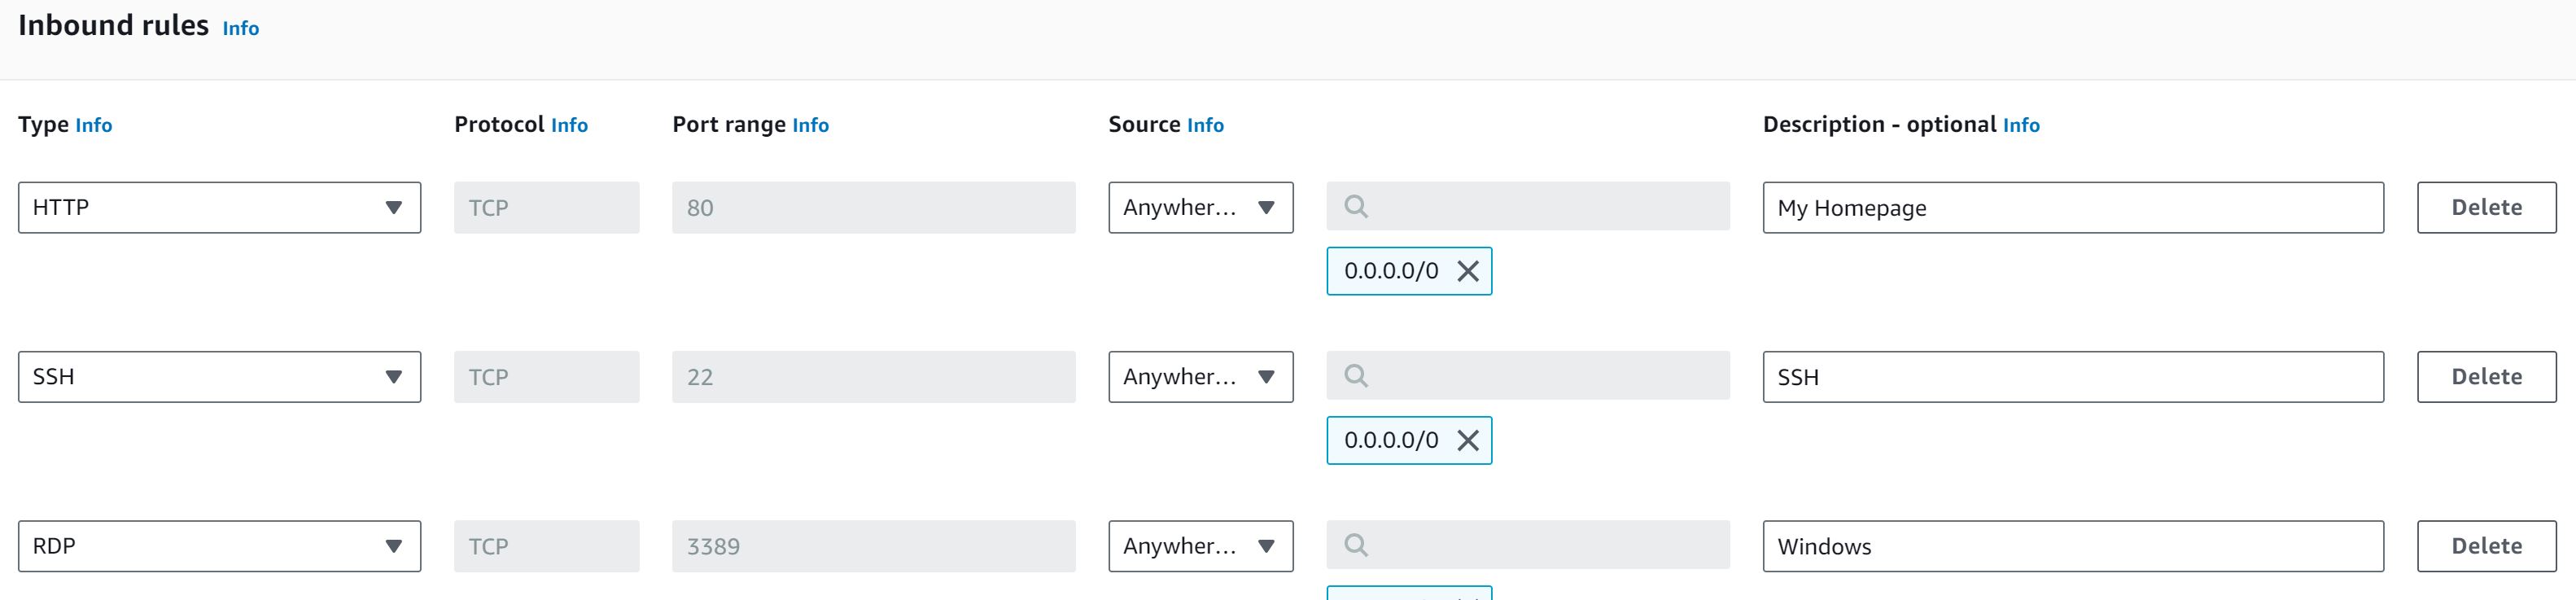 Inbound rules Info
Type Info Protocol Info Port range Info Source Info Description - optional Info
HTTP TCP 80 Anywher... My Homepage Delete
0.0.0.0/0
SSH TCP 22 Anywher... SSH Delete
0.0.0.0/0
RDP TCP 3389 Anywher... Windows Delete